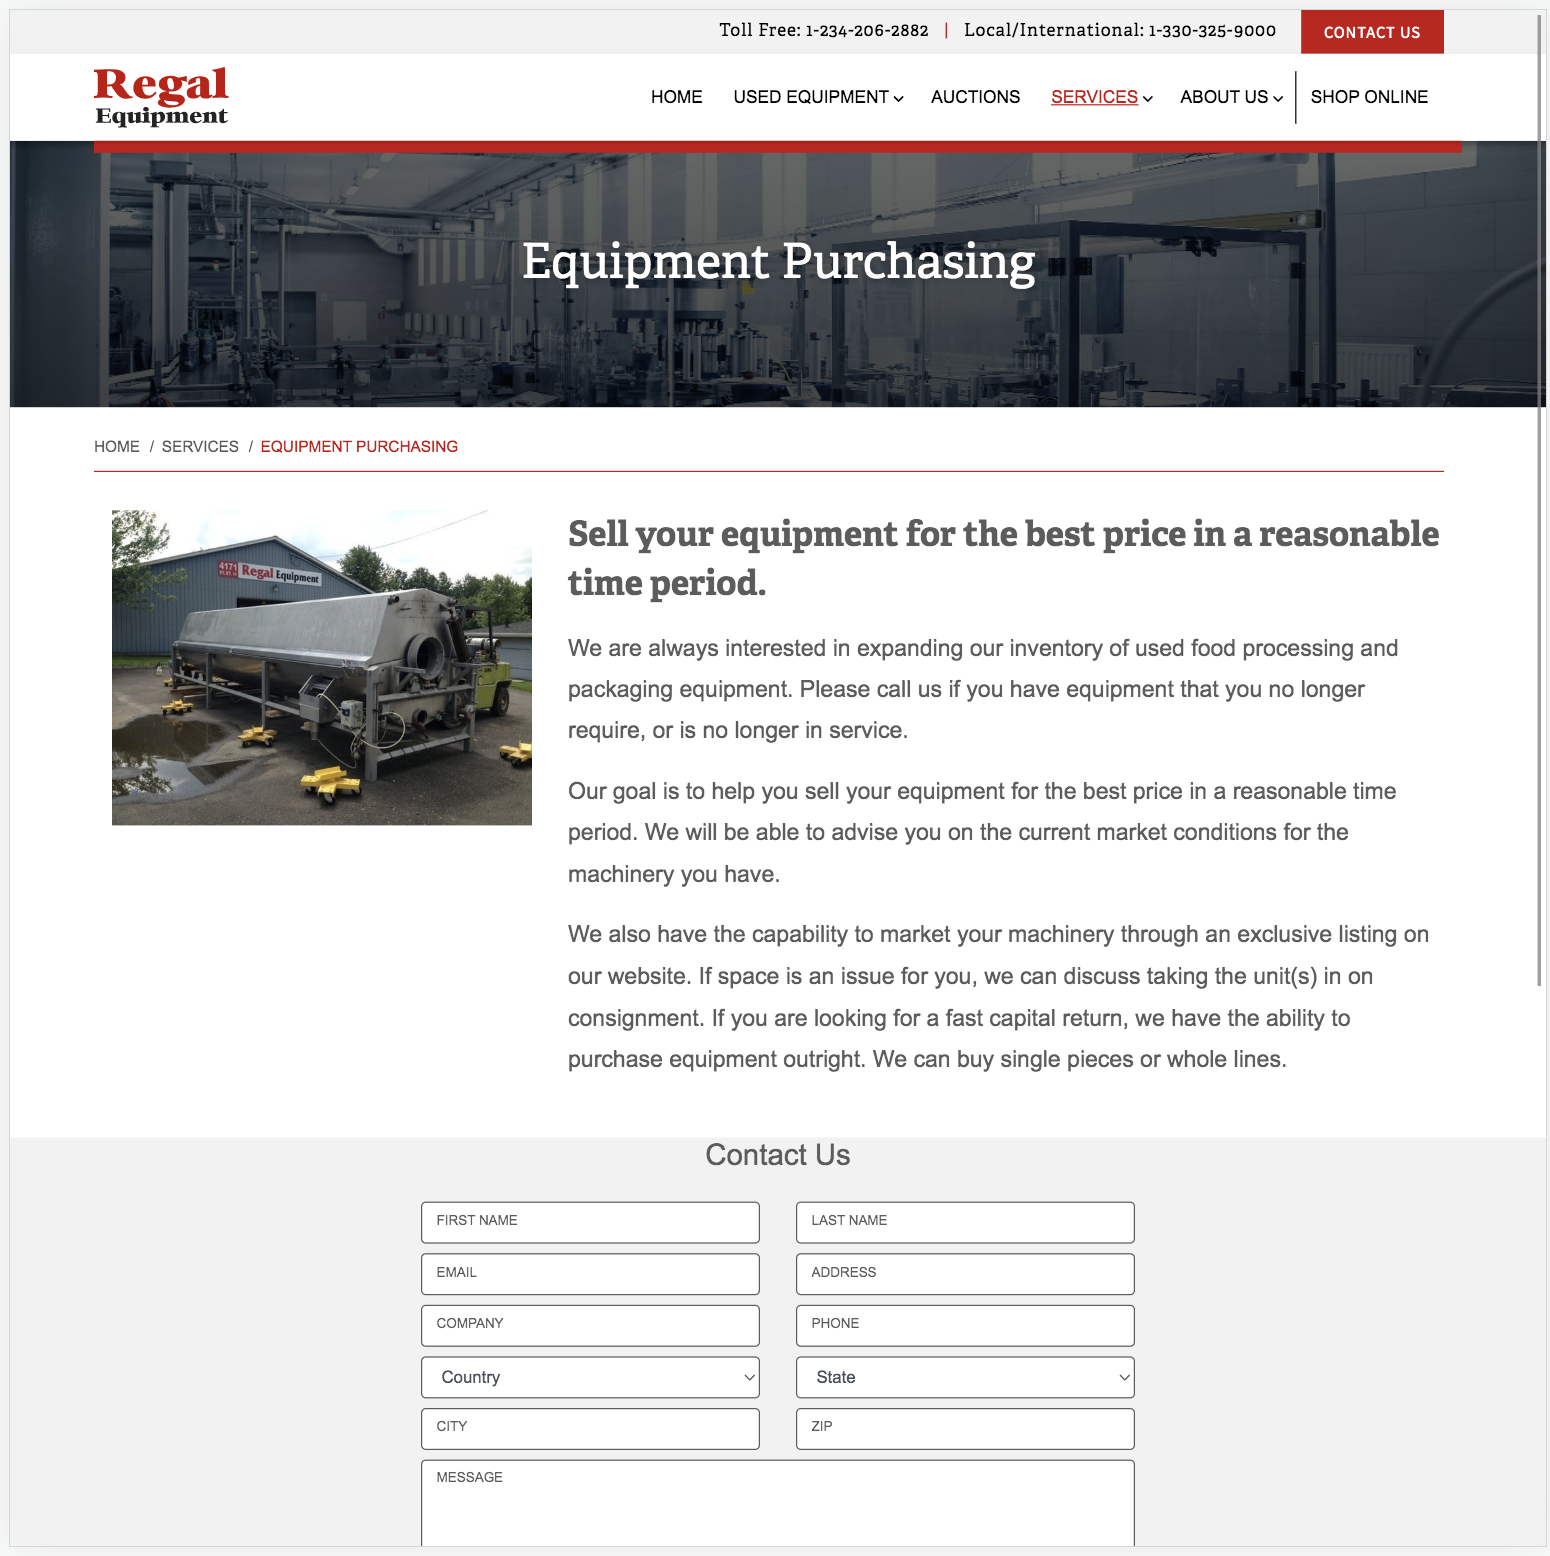 Toll Free: 1-234-206-2882 | Local/International: 1-330-325-9000
CONTACT US
Regal
Equipment
HOME
USED EQUIPMENT
AUCTIONS
SERVICES
ABOUT US
SHOP ONLINE
Equipment Purchasing
HOME / SERVICES / EQUIPMENT PURCHASING
4171
Regal Equipment
Sell your equipment for the best price in a reasonable
time period.
We are always interested in expanding our inventory of used food processing and
packaging equipment. Please call us if you have equipment that you no longer
require, or is no longer in service.
Our goal is to help you sell your equipment for the best price in a reasonable time
period. We will be able to advise you on the current market conditions for the
machinery you have.
We also have the capability to market your machinery through an exclusive listing on
our website. If space is an issue for you, we can discuss taking the unit(s) in on
consignment. If you are looking for a fast capital return, we have the ability to
purchase equipment outright. We can buy single pieces or whole lines.
Contact Us
FIRST NAME
LAST NAME
EMAIL
ADDRESS
COMPANY
PHONE
Country
State
CITY
ZIP
MESSAGE